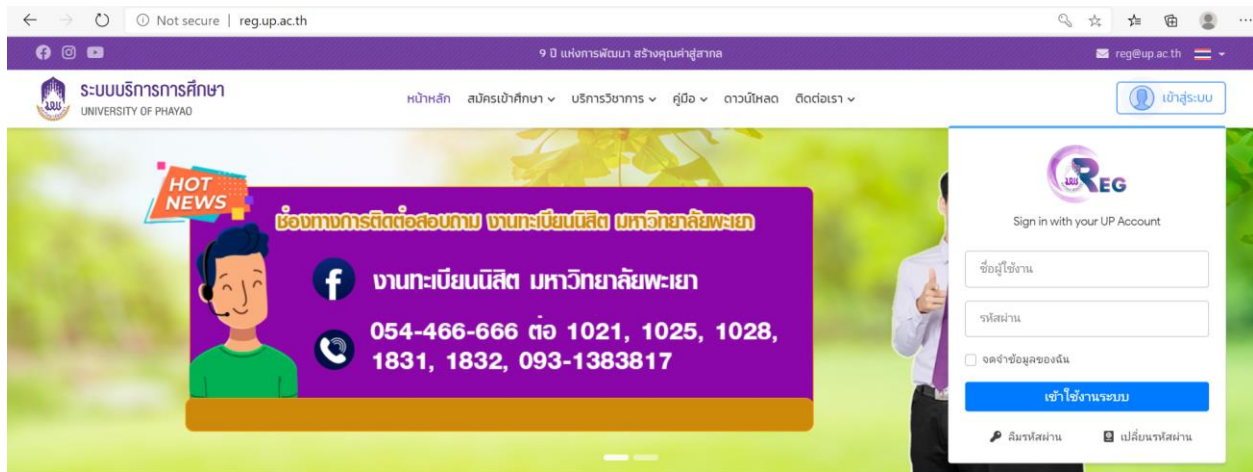 Not secure | reg.up.ac.th
9 ปี แห่งการพัฒนา สร้างคุณค่าสู่สากล
reg@up.ac.th
ระบบบริการการศึกษา
UNIVERSITY OF PHAYAO
หน้าหลัก สมัครเข้าศึกษา บริการวิชาการ คู่มือ ดาวน์โหลด ติดต่อเรา
เข้าสู่ระบบ
HOT
NEWS
ช่องทางการติดต่อสอบถาม งานทะเบียนนิสิต มหาวิทยาลัยพะเยา
งานทะเบียนนิสิต มหาวิทยาลัยพะเยา
054-466-666 ต่อ 1021, 1025, 1028,
1831, 1832, 093-1383817
REG
Sign in with your UP Account
ชื่อผู้ใช้งาน
รหัสผ่าน
จดจำข้อมูลของฉัน
เข้าใช้งานระบบ
ลืมรหัสผ่าน เปลี่ยนรหัสผ่าน